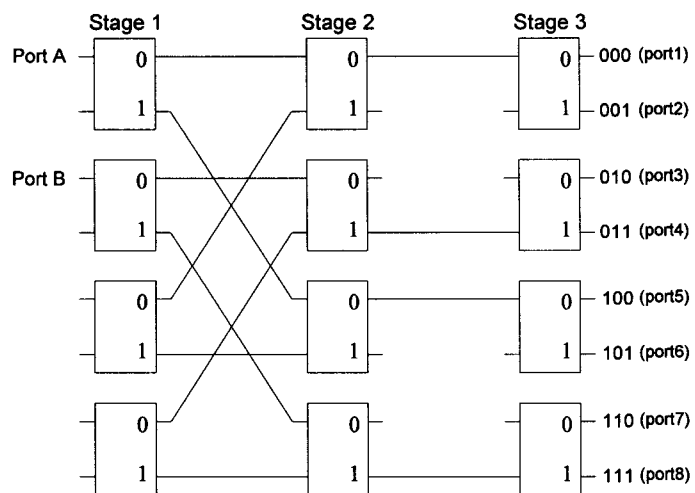 Stage 1 Stage 2 Stage 3
Port A 0 0 0 000 (port1)
1 1 1 001 (port2)
Port B 0 0 0 010 (port3)
1 1 1 011 (port4)
0 0 0 100 (port5)
1 1 1 101 (port6)
0 0 0 110 (port7)
1 1 1 111 (port8)